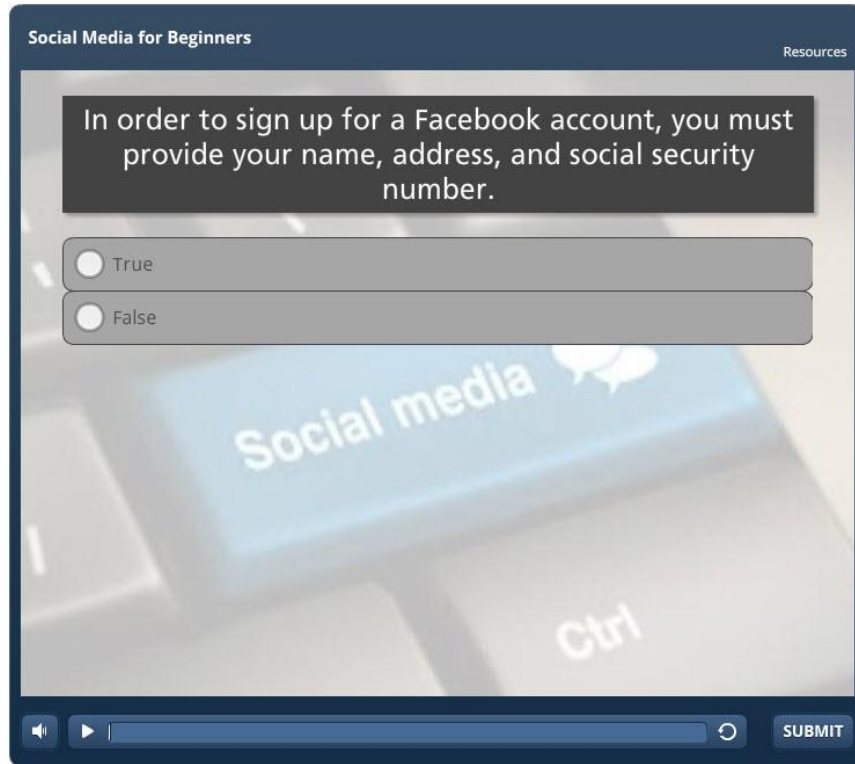 Social Media for Beginners
Resources
In order to sign up for a Facebook account, you must
provide your name, address, and social security
number.
True
False
Social media
Ctrl
SUBMIT